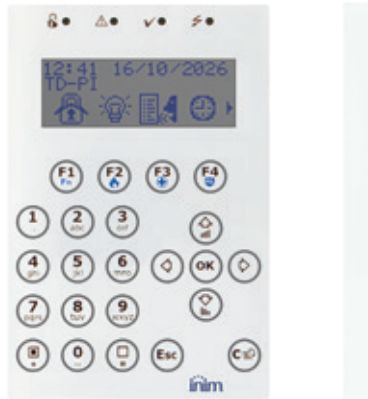 12:41 16/10/2026
TD-PI
F1 F2 F3 F4
Fn
1 2 3
abc def
4 5 6 OK
ghi jkl mno
7 8 9
pqrs tuv wxyz
0 Esc C
inim